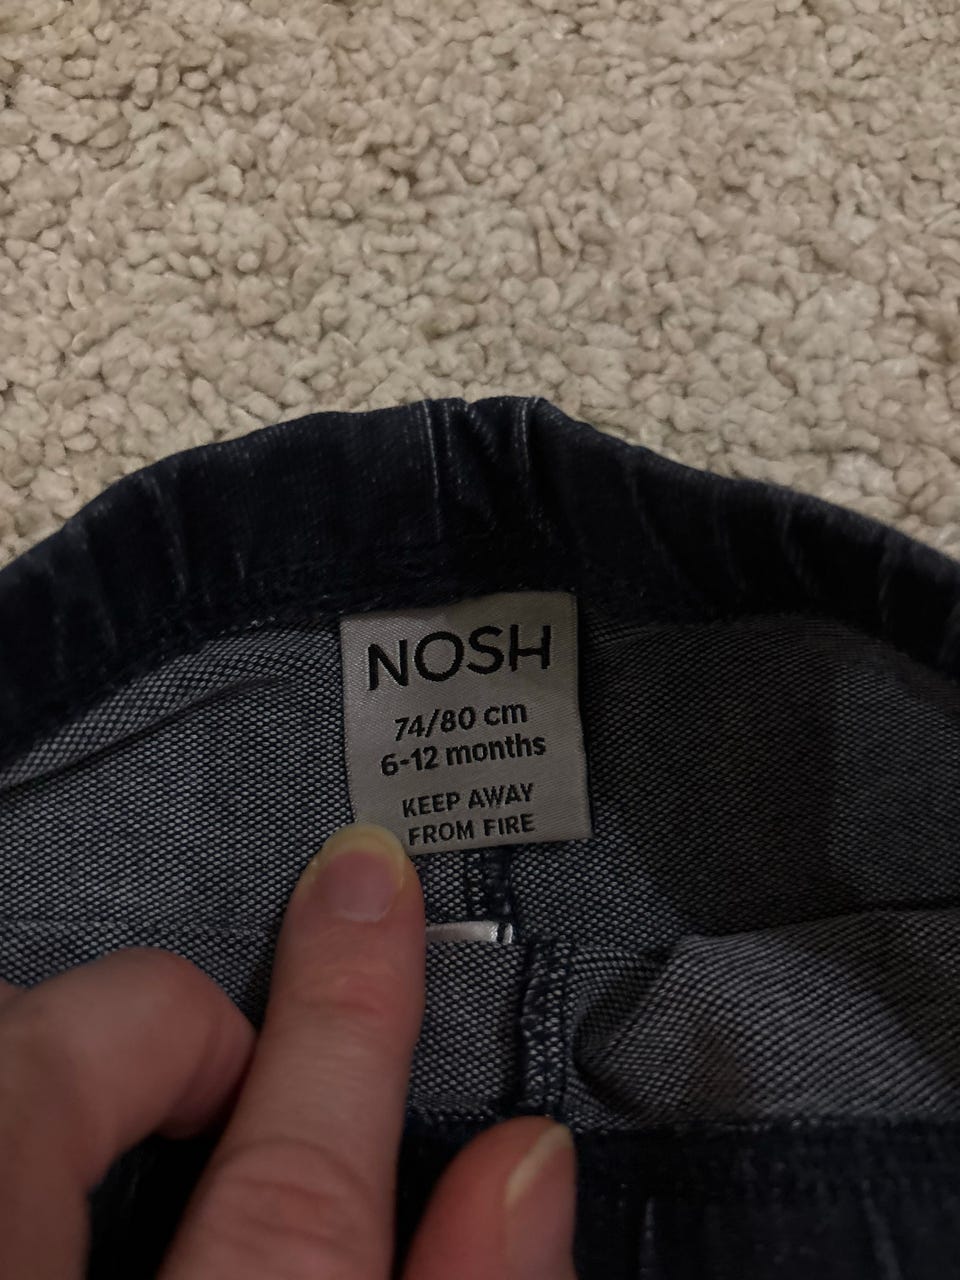 NOSH
74/80 cm
6-12 months
KEEP AWAY
FROM FIRE